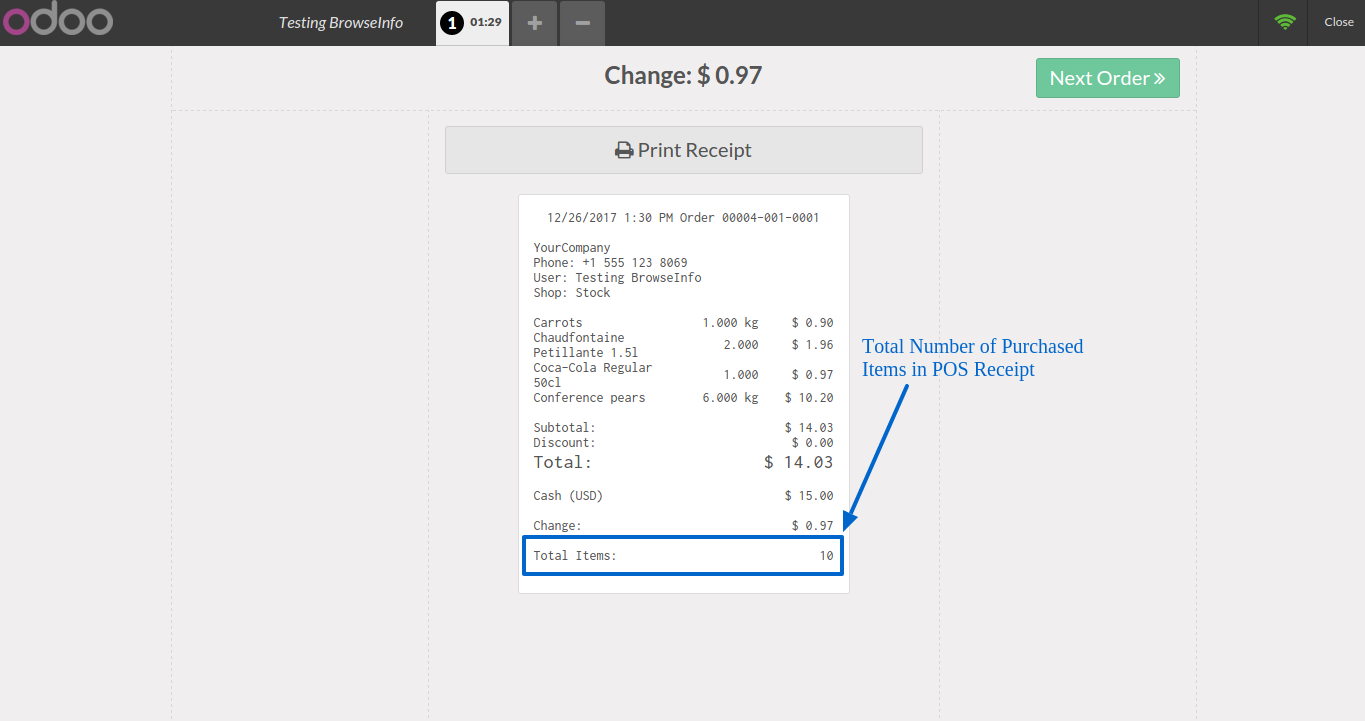 odoo
Testing BrowseInfo
1 01:29
Close
Change: $ 0.97
Next Order
Print Receipt
12/26/2017 1:30 PM Order 00004-001-0001
YourCompany
Phone: +1 555 123 8069
User: Testing BrowseInfo
Shop: Stock
Carrots 1.000 kg $ 0.90
Chaudfontaine
Petillante 1.5l 2.000 $ 1.96
Coca-Cola Regular
50cl 1.000 $ 0.97
Conference pears 6.000 kg $ 10.20
Subtotal: $ 14.03
Discount: $ 0.00
Total: $ 14.03
Cash (USD) $ 15.00
Change: $ 0.97
Total Items: 10
Total Number of Purchased
Items in POS Receipt